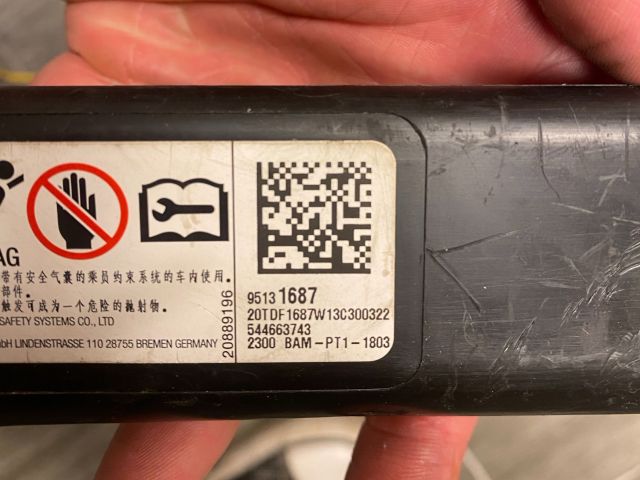 AG
带有安全气囊的乘员约束系统的车内使用。
部件。
触发可成为一个危险的抛射物.
SAFETY SYSTEMS CO., LTD
bH LINDENSTRASSE 110 28755 BREMEN GERMANY
20889196
95131687
20TDF1687W13C300322
544663743
2300 BAM-PT1-1803